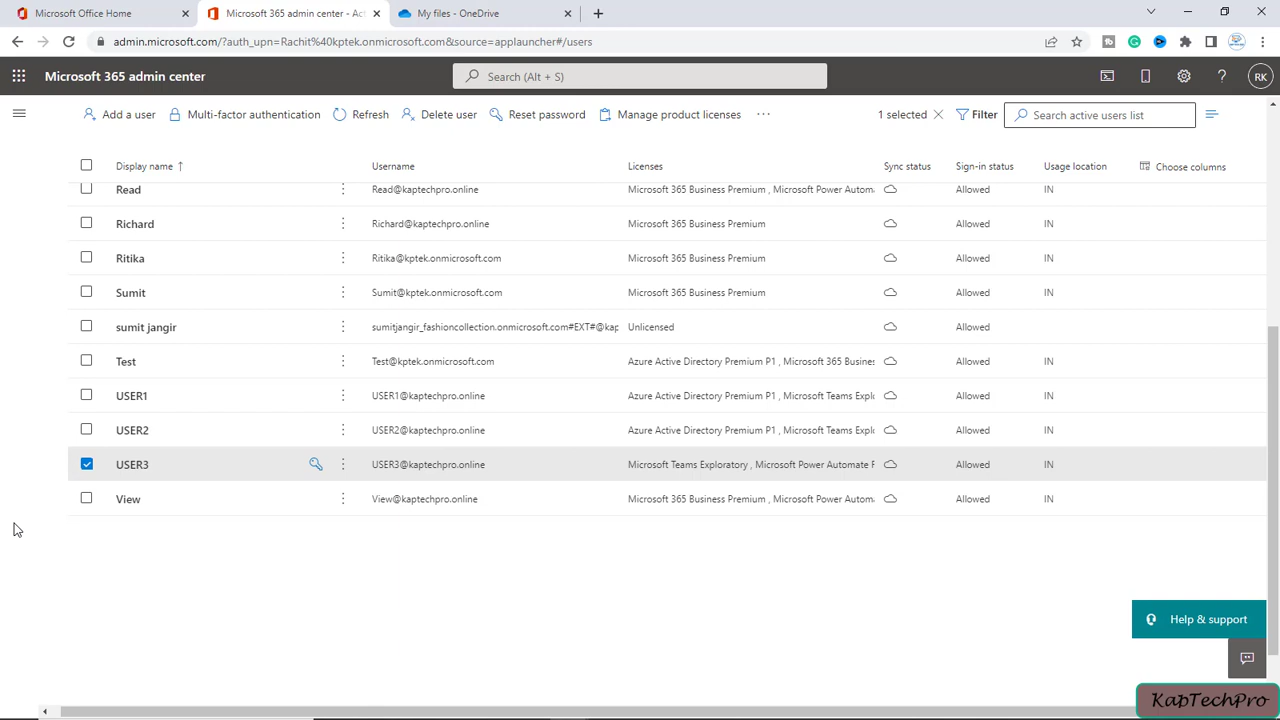 Microsoft Office Home
Microsoft 365 admin center - Ac
My files - OneDrive
admin.microsoft.com/?auth_upn=Rachit%40kptek.onmicrosoft.com&source=applauncher#/users
Microsoft 365 admin center
Search (Alt + S)
RK
Add a user
Multi-factor authentication
Refresh
Delete user
Reset password
Manage product licenses
1 selected
Filter
Search active users list
Display name ↑
Username
Licenses
Sync status
Sign-in status
Usage location
Choose columns
Read
Read@kaptechpro.online
Microsoft 365 Business Premium , Microsoft Power Autom
Allowed
IN
Richard
Richard@kaptechpro.online
Microsoft 365 Business Premium
Allowed
IN
Ritika
Ritika@kptek.onmicrosoft.com
Microsoft 365 Business Premium
Allowed
IN
Sumit
Sumit@kptek.onmicrosoft.com
Microsoft 365 Business Premium
Allowed
IN
sumit jangir
sumitjangir_fashioncollection.onmicrosoft.com#EXT#@kap
Unlicensed
Allowed
Test
Test@kptek.onmicrosoft.com
Azure Active Directory Premium P1 , Microsoft 365 Busines
Allowed
IN
USER1
USER1@kaptechpro.online
Azure Active Directory Premium P1 , Microsoft Teams Explo
Allowed
IN
USER2
USER2@kaptechpro.online
Azure Active Directory Premium P1 , Microsoft Teams Explo
Allowed
IN
USER3
USER3@kaptechpro.online
Microsoft Teams Exploratory , Microsoft Power Automate F
Allowed
IN
View
View@kaptechpro.online
Microsoft 365 Business Premium , Microsoft Power Autom
Allowed
IN
Help & support
KapTechPro